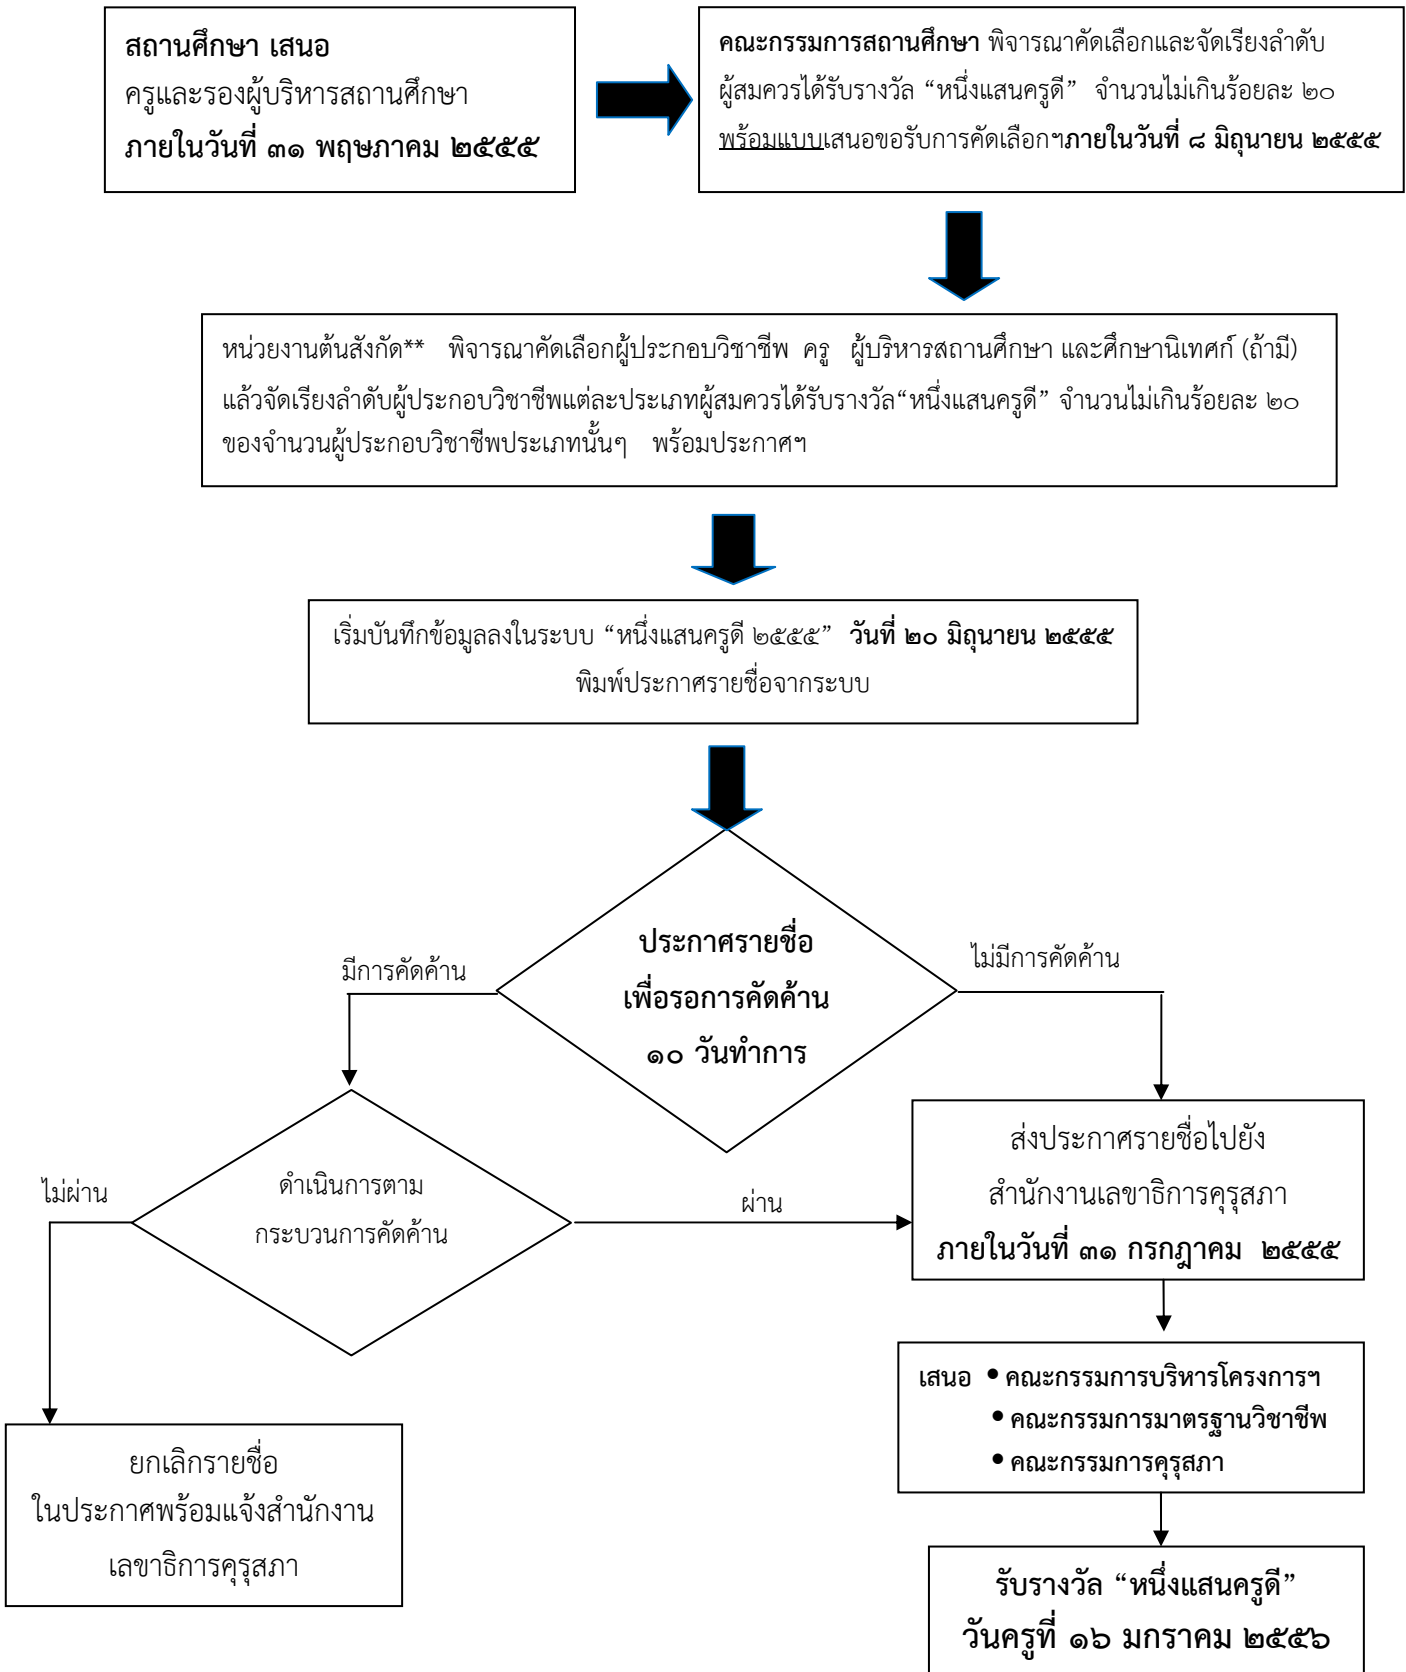 สถานศึกษา เสนอ
ครูและรองผู้บริหารสถานศึกษา
ภายในวันที่ ๓๑ พฤษภาคม ๒๕๕๕
คณะกรรมการสถานศึกษา พิจารณาคัดเลือกและจัดเรียงลำดับ
ผู้สมควรได้รับรางวัล “หนึ่งแสนครูดี” จำนวนไม่เกินร้อยละ ๒๐
พร้อมแบบเสนอขอรับการคัดเลือกฯภายในวันที่ ๘ มิถุนายน ๒๕๕๕
หน่วยงานต้นสังกัด** พิจารณาคัดเลือกผู้ประกอบวิชาชีพ ครู ผู้บริหารสถานศึกษา และศึกษานิเทศก์ (ถ้ามี)
แล้วจัดเรียงลำดับผู้ประกอบวิชาชีพแต่ละประเภทผู้สมควรได้รับรางวัล“หนึ่งแสนครูดี” จำนวนไม่เกินร้อยละ ๒๐
ของจำนวนผู้ประกอบวิชาชีพประเภทนั้นๆ พร้อมประกาศฯ
เริ่มบันทึกข้อมูลลงในระบบ “หนึ่งแสนครูดี ๒๕๕๕” วันที่ ๒๐ มิถุนายน ๒๕๕๕
พิมพ์ประกาศรายชื่อจากระบบ
ประกาศรายชื่อ
เพื่อรอการคัดค้าน
๑๐ วันทำการ
มีการคัดค้าน
ไม่มีการคัดค้าน
ดำเนินการตาม
กระบวนการคัดค้าน
ไม่ผ่าน
ผ่าน
ส่งประกาศรายชื่อไปยัง
สำนักงานเลขาธิการคุรุสภา
ภายในวันที่ ๓๑ กรกฎาคม ๒๕๕๕
เสนอ • คณะกรรมการบริหารโครงการฯ
• คณะกรรมการมาตรฐานวิชาชีพ
• คณะกรรมการคุรุสภา
ยกเลิกรายชื่อ
ในประกาศพร้อมแจ้งสำนักงาน
เลขาธิการคุรุสภา
รับรางวัล “หนึ่งแสนครูดี”
วันครูที่ ๑๖ มกราคม ๒๕๕๖